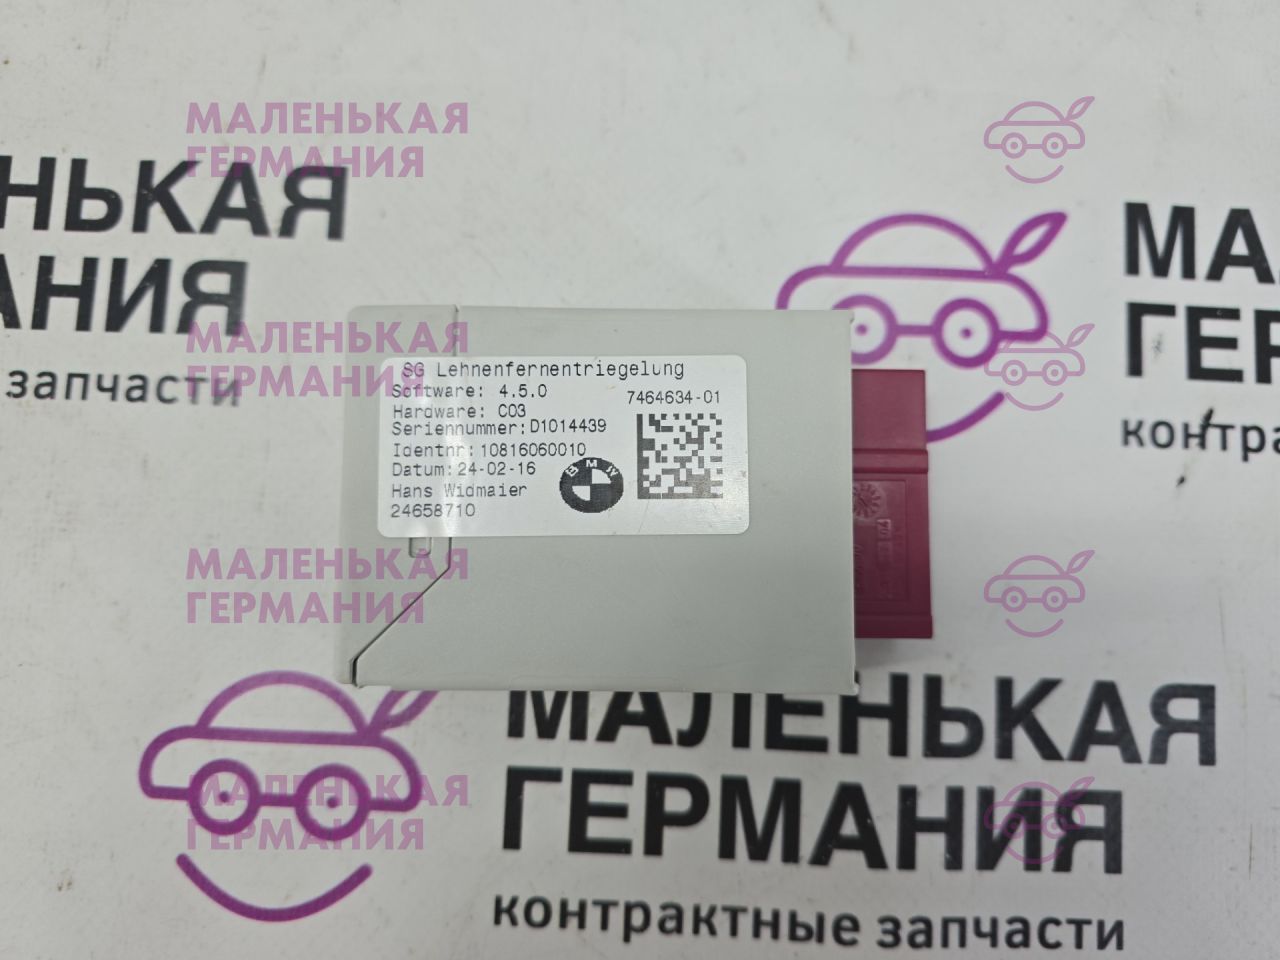 МАЛЕНЬКАЯ
ГЕРМАНИЯ
НЬКАЯ
АНИЯ
запчасти
МА
ГЕР
контра
МАЛЕНЬКАЯ
ГЕРМАНИЯ
SG Lehnenfernentriegelung
Software: 4.5.0
7464634-01
Hardware: C03
Seriennummer: D1014439
Identnr: 10816060010
Datum: 24-02-16
BMW
Hans Widmaier
24658710
МАЛЕНЬКАЯ
ГЕРМАНИЯ
МАЛЕНЬКАЯ
ГЕРМАНИЯ
контрактные запчасти
МАЛЕНЬКАЯ
ГЕРМАНИЯ